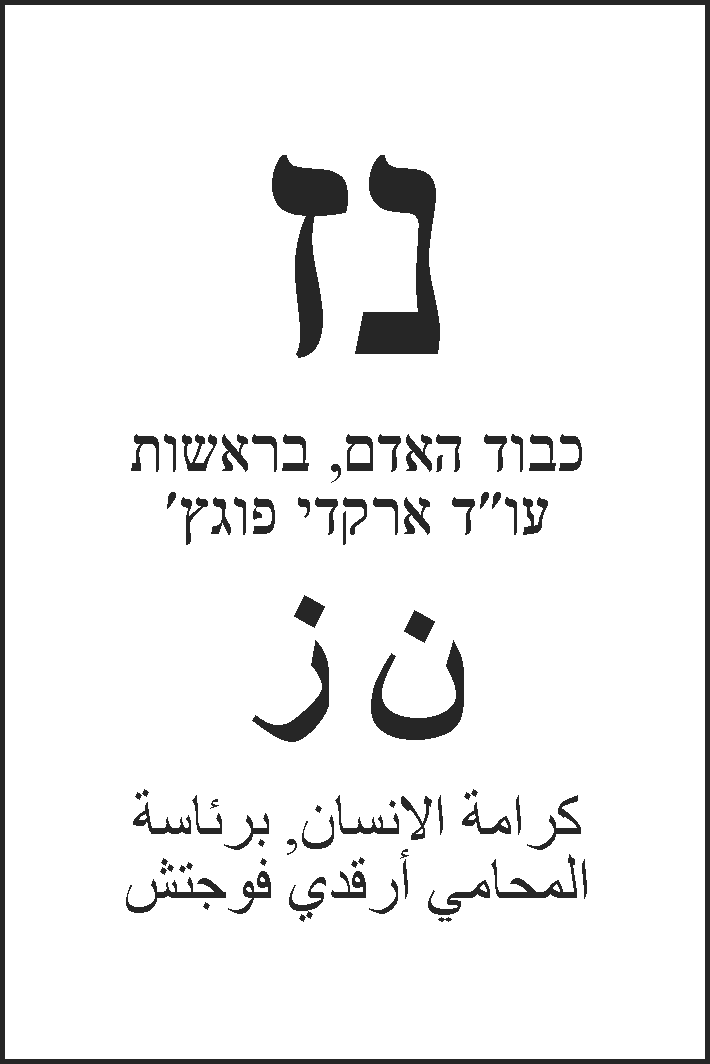 נז
כבוד האדם, בראשות
עו"ד ארקדי פוגץ'
ن ز
كرامة الانسان, برئاسة
المحامي أرقدي فوجتش